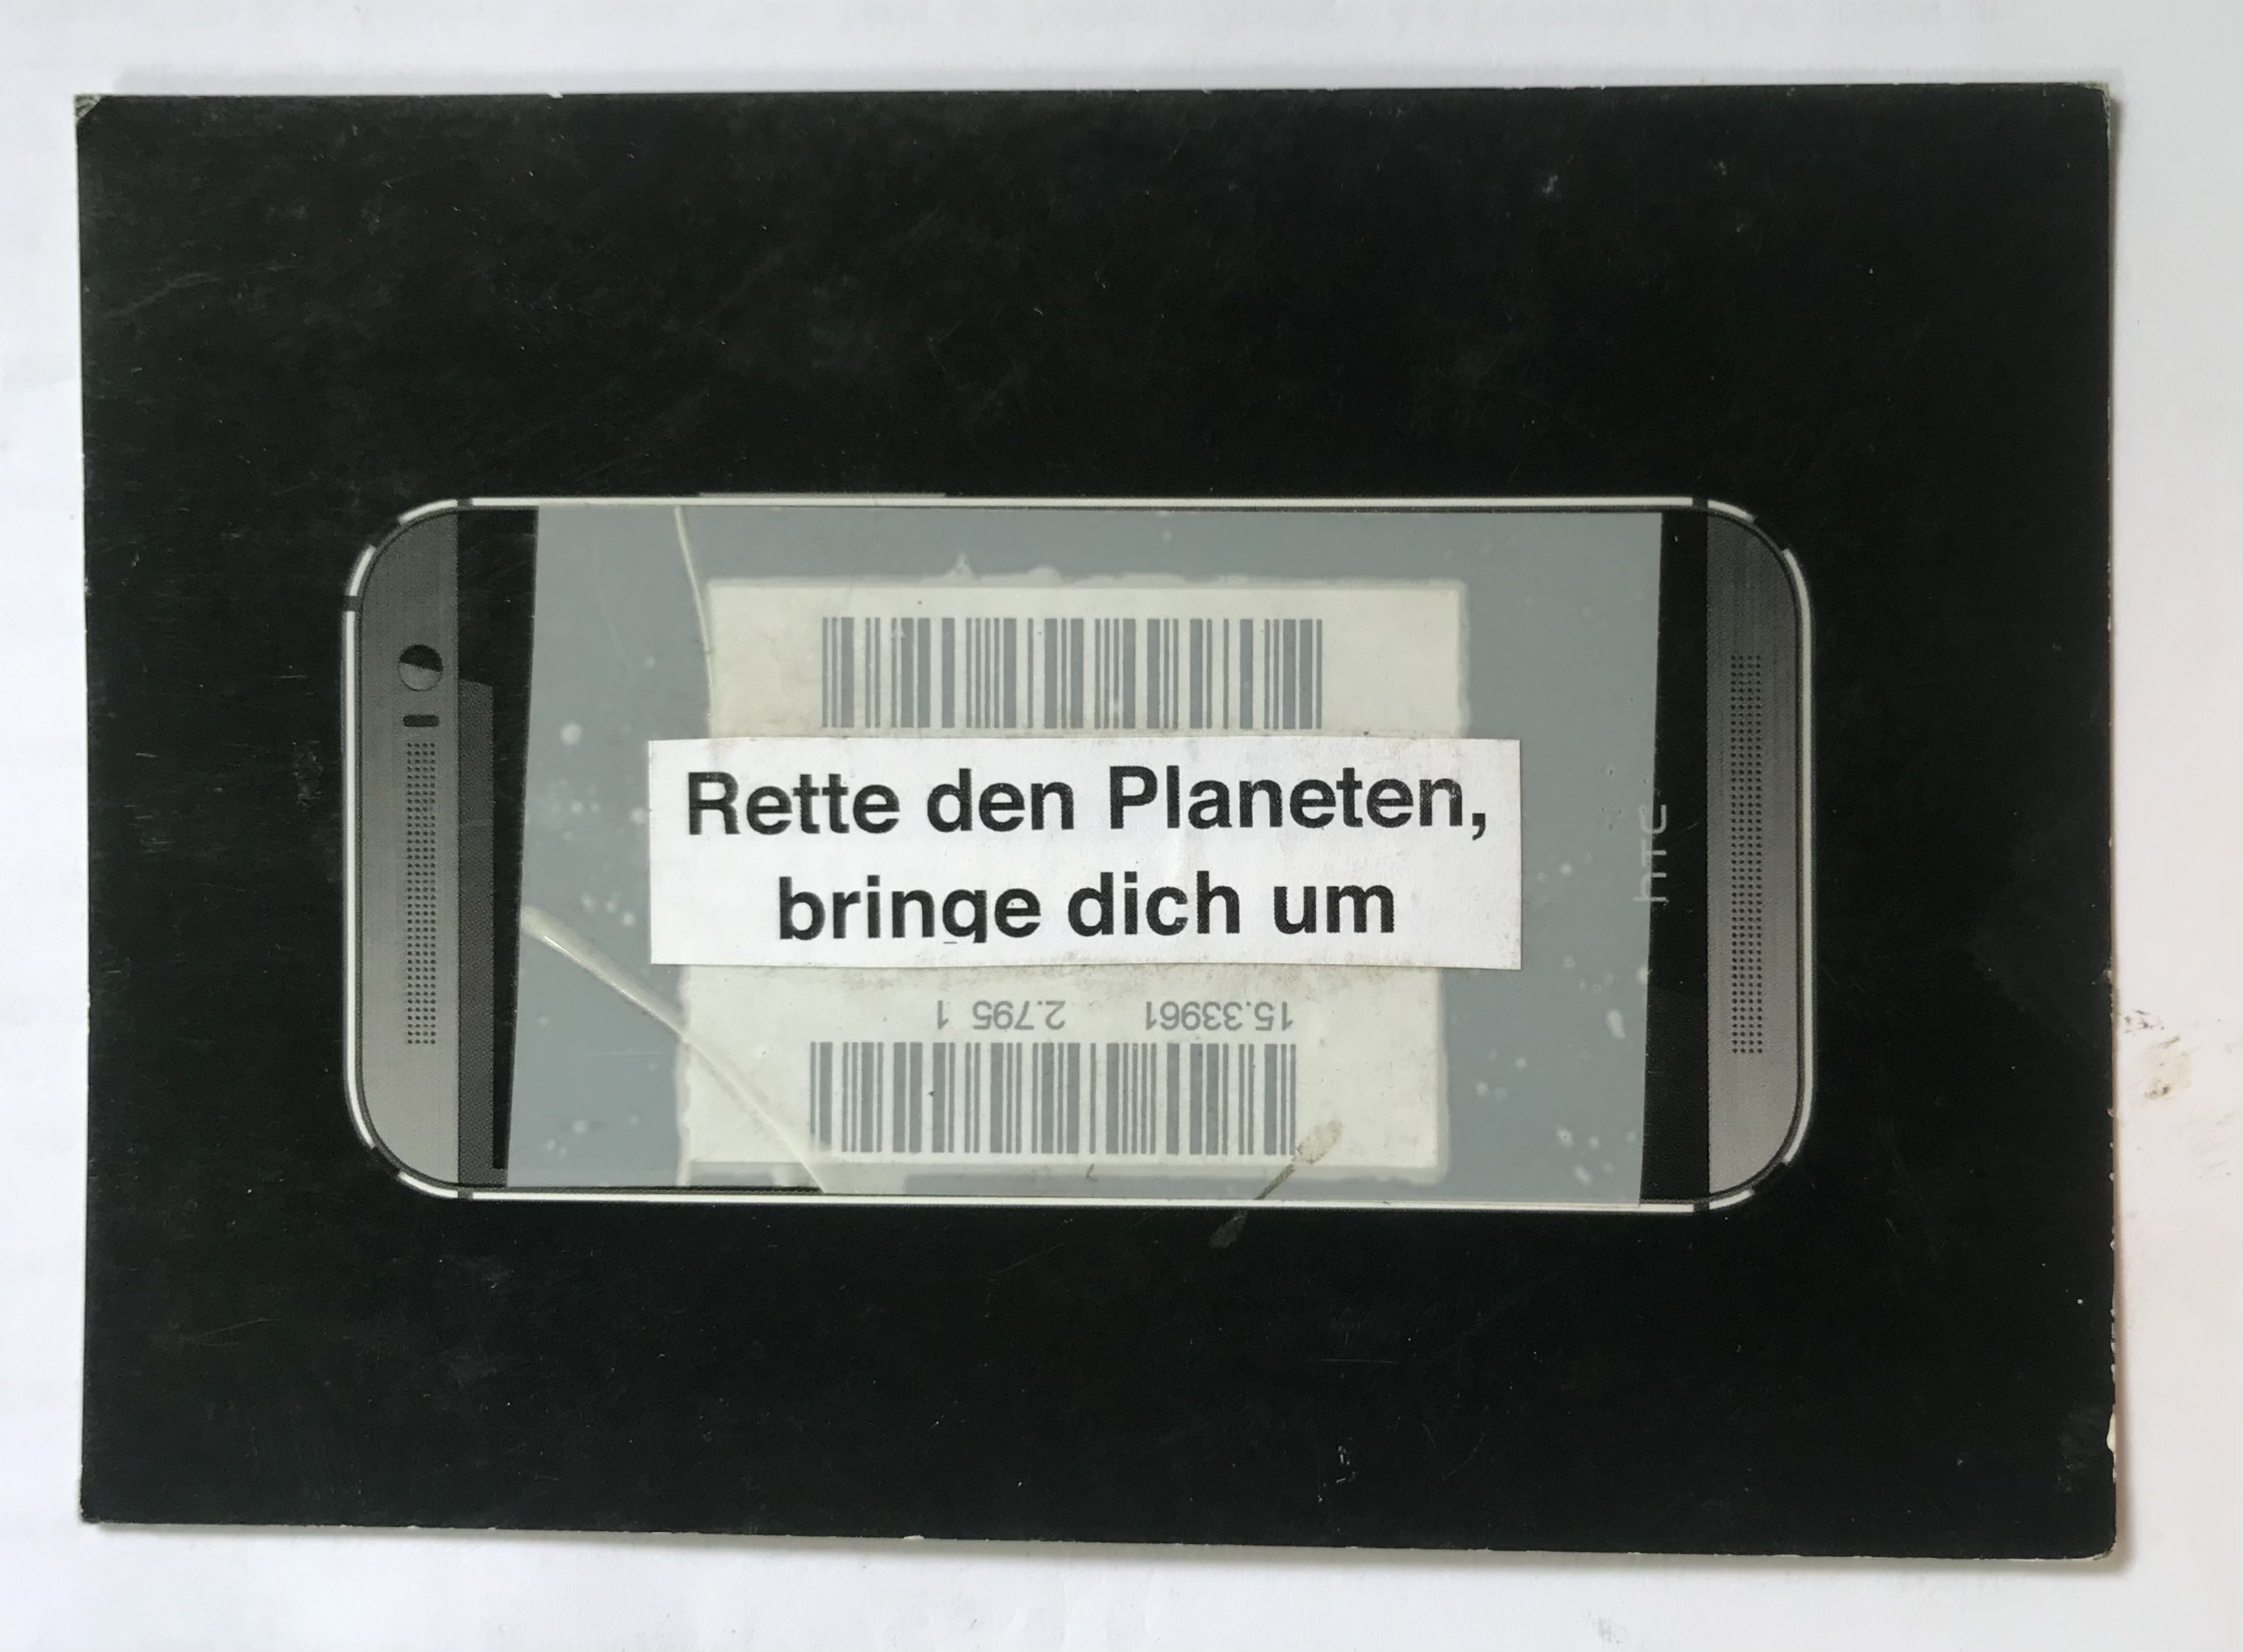 Rette den Planeten,
bringe dich um
hTC
15.33961 2.795 1